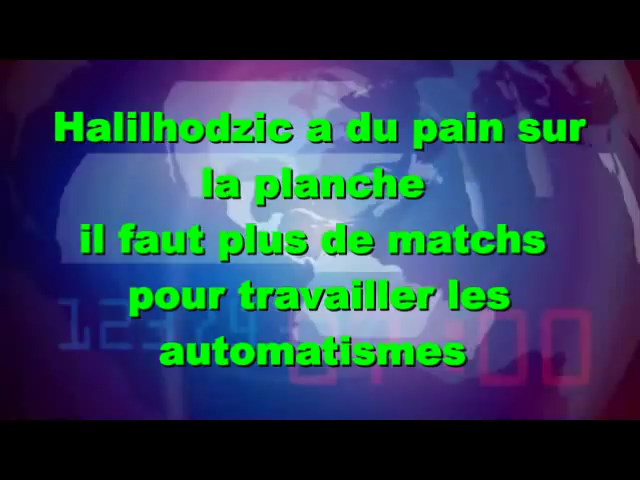 Halilhodzic a du pain sur
la planche
il faut plus de matchs
pour travailler les
automatismes